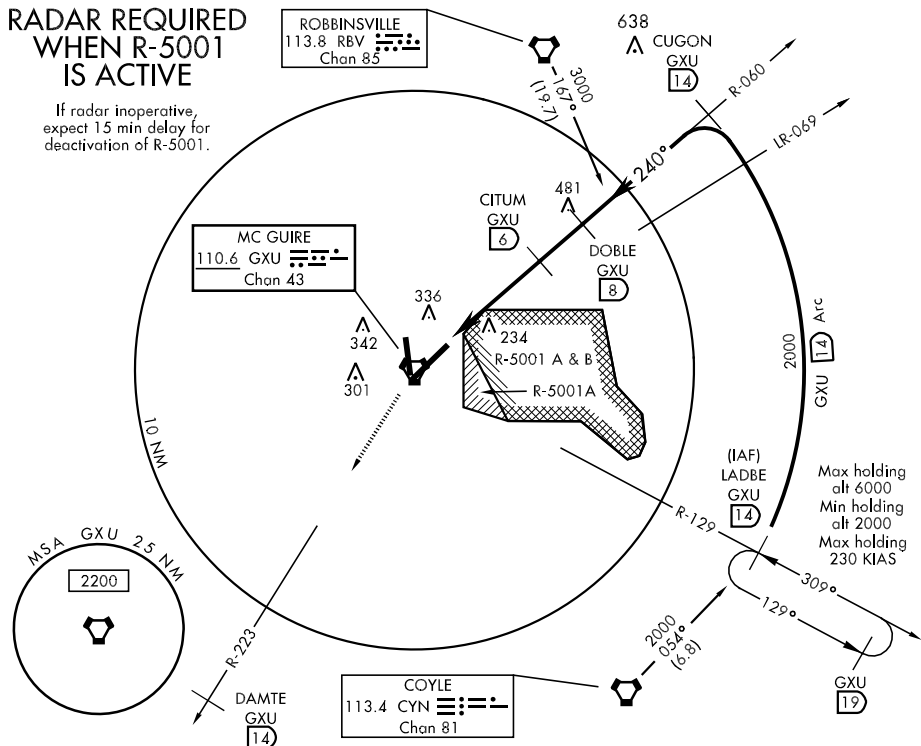 RADAR REQUIRED
WHEN R-5001
IS ACTIVE
If radar inoperative,
expect 15 min delay for
deactivation of R-5001.
ROBBINSVILLE
113.8 RBV
Chan 85
3000
167°
(19.7)
638
CUGON
GXU
14
R-060
LR-069
240°
481
CITUM
GXU
6
DOBLE
GXU
8
MC GUIRE
110.6 GXU
Chan 43
336
342
301
234
R-5001 A & B
R-5001A
2000
GXU 14 Arc
10 NM
(IAF)
LADBE
GXU
14
Max holding
alt 6000
Min holding
alt 2000
Max holding
230 KIAS
R-129
309°
129°
GXU
19
MSA GXU 25 NM
2200
R-223
DAMTE
GXU
14
COYLE
113.4 CYN
Chan 81
2000
054°
(6.8)